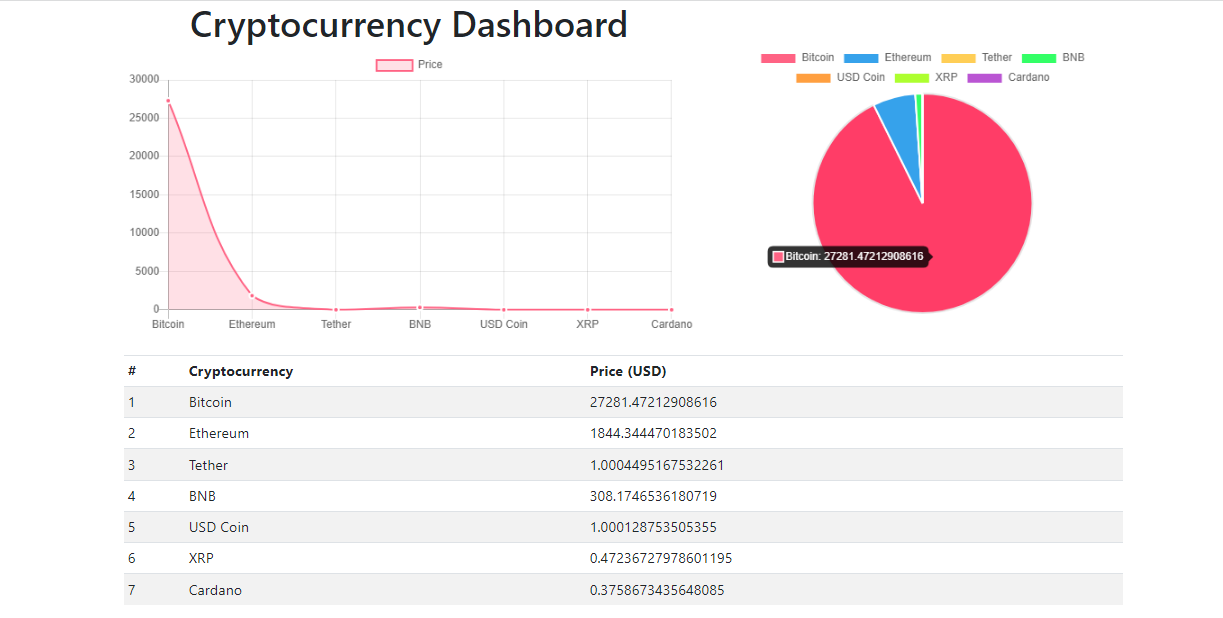 Cryptocurrency Dashboard
Price
30000
25000
20000
15000
10000
5000
0
Bitcoin Ethereum Tether BNB USD Coin XRP Cardano
Bitcoin Ethereum Tether BNB
USD Coin XRP Cardano
Bitcoin: 27281.47212908616
# Cryptocurrency Price (USD)
1 Bitcoin 27281.47212908616
2 Ethereum 1844.344470183502
3 Tether 1.0004495167532261
4 BNB 308.1746536180719
5 USD Coin 1.000128753505355
6 XRP 0.47236727978601195
7 Cardano 0.3758673435648085